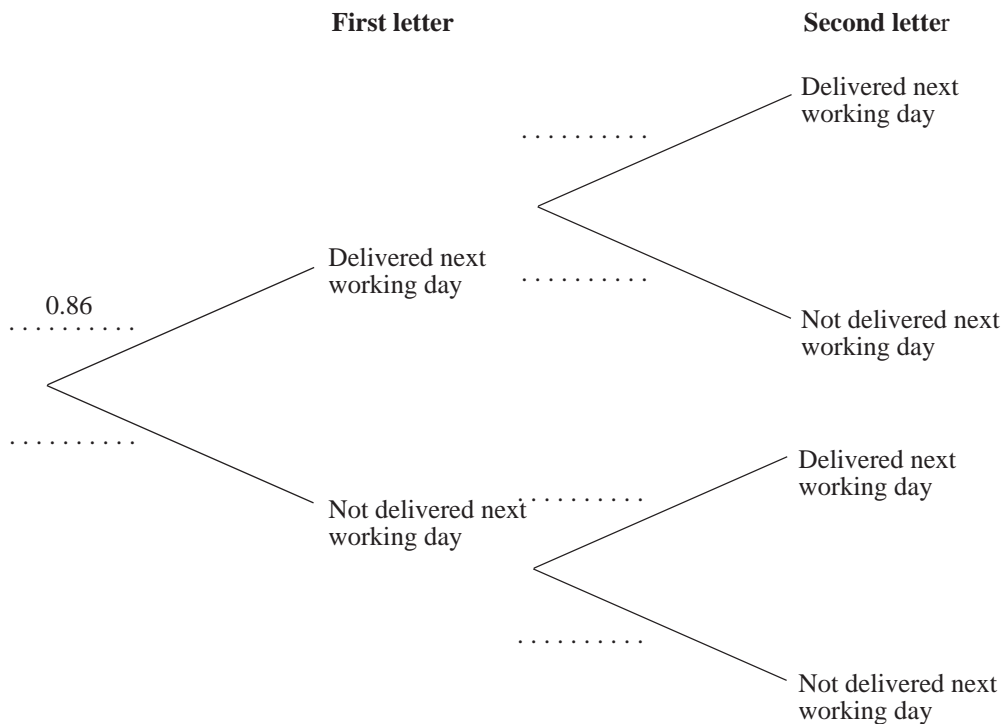 First letter
Second letter
Delivered next
working day
. . . . . . . . . .
. . . . . . . . . .
Delivered next
working day
0.86
. . . . . . . . . .
Not delivered next
working day
. . . . . . . . . .
Delivered next
working day
. . . . . . . . . .
Not delivered next
working day
. . . . . . . . . .
Not delivered next
working day